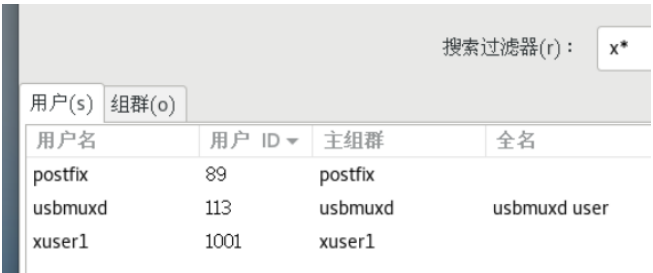 搜索过滤器(r)： x*
用户(s) 组群(o)
用户名 用户 ID 主组群 全名
postfix 89 postfix
usbmuxd 113 usbmuxd usbmuxd user
xuser1 1001 xuser1